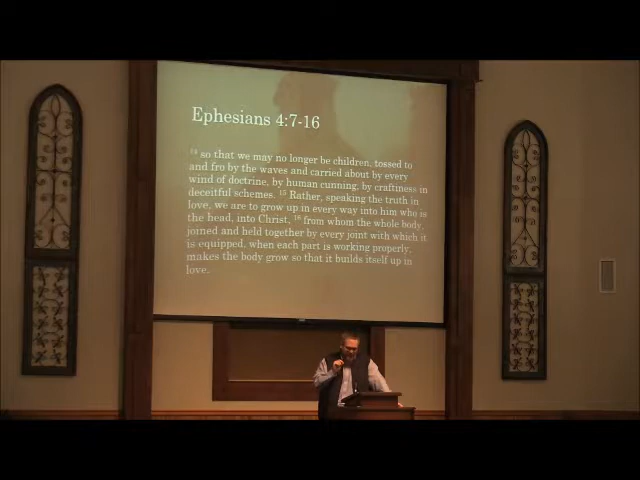 Ephesians 4:7-16
14 so that we may no longer be children, tossed to
and fro by the waves and carried about by every
wind of doctrine, by human cunning, by craftiness in
deceitful schemes. 15 Rather, speaking the truth in
love, we are to grow up in every way into him who is
the head, into Christ, 16 from whom the whole body,
joined and held together by every joint with which it
is equipped, when each part is working properly,
makes the body grow so that it builds itself up in
love.